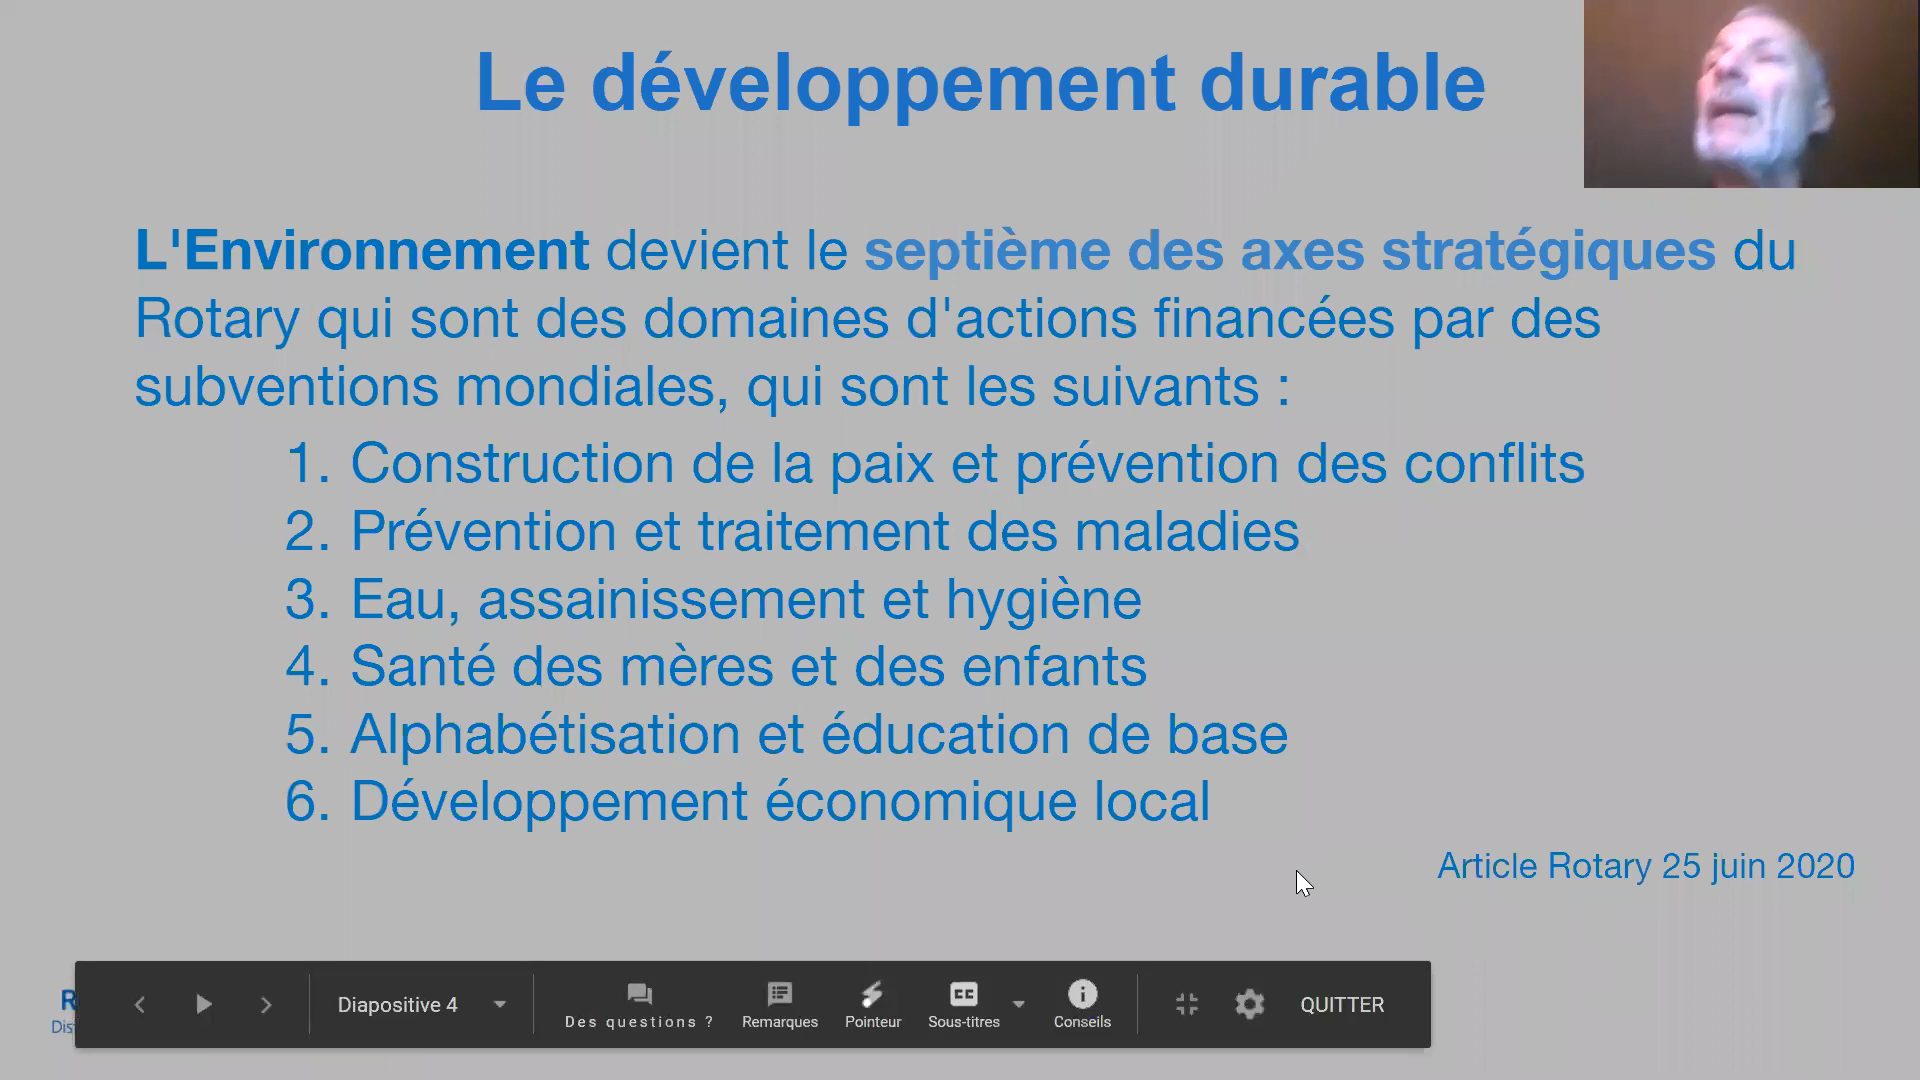 Le développement durable
L'Environnement devient le septième des axes stratégiques du
Rotary qui sont des domaines d'actions financées par des
subventions mondiales, qui sont les suivants :
1. Construction de la paix et prévention des conflits
2. Prévention et traitement des maladies
3. Eau, assainissement et hygiène
4. Santé des mères et des enfants
5. Alphabétisation et éducation de base
6. Développement économique local
Article Rotary 25 juin 2020
Diapositive 4
Des questions ?
Remarques
Pointeur
Sous-titres
Conseils
QUITTER